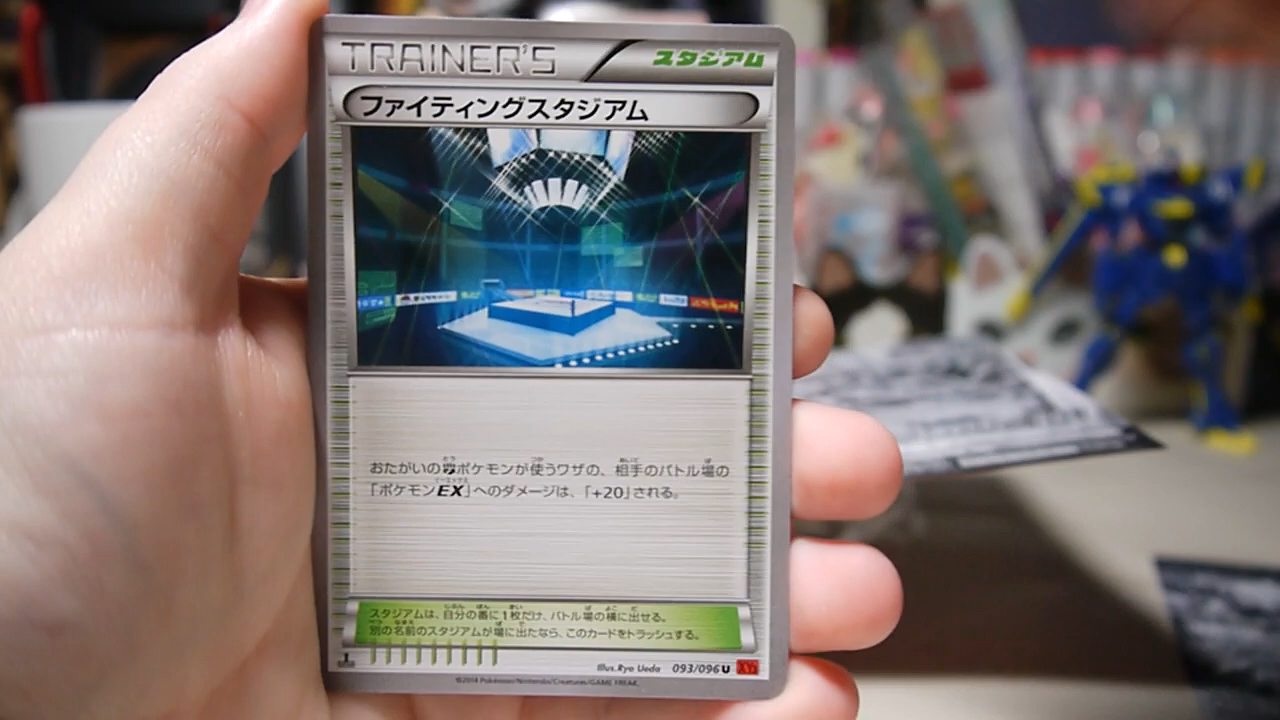 TRAINER'S
スタジアム
ファイティングスタジアム
おたがいの闘ポケモンが使うワザの、相手のバトル場の
「ポケモンEX」へのダメージは、「+20」される。
スタジアムは、自分の番に1枚だけ、バトル場の横に出せる。
別の名前のスタジアムが場に出たなら、このカードをトラッシュする。
Illus. Ryo Ueda 093/096 U
©2014 Pokémon/Nintendo/Creatures/GAME FREAK.